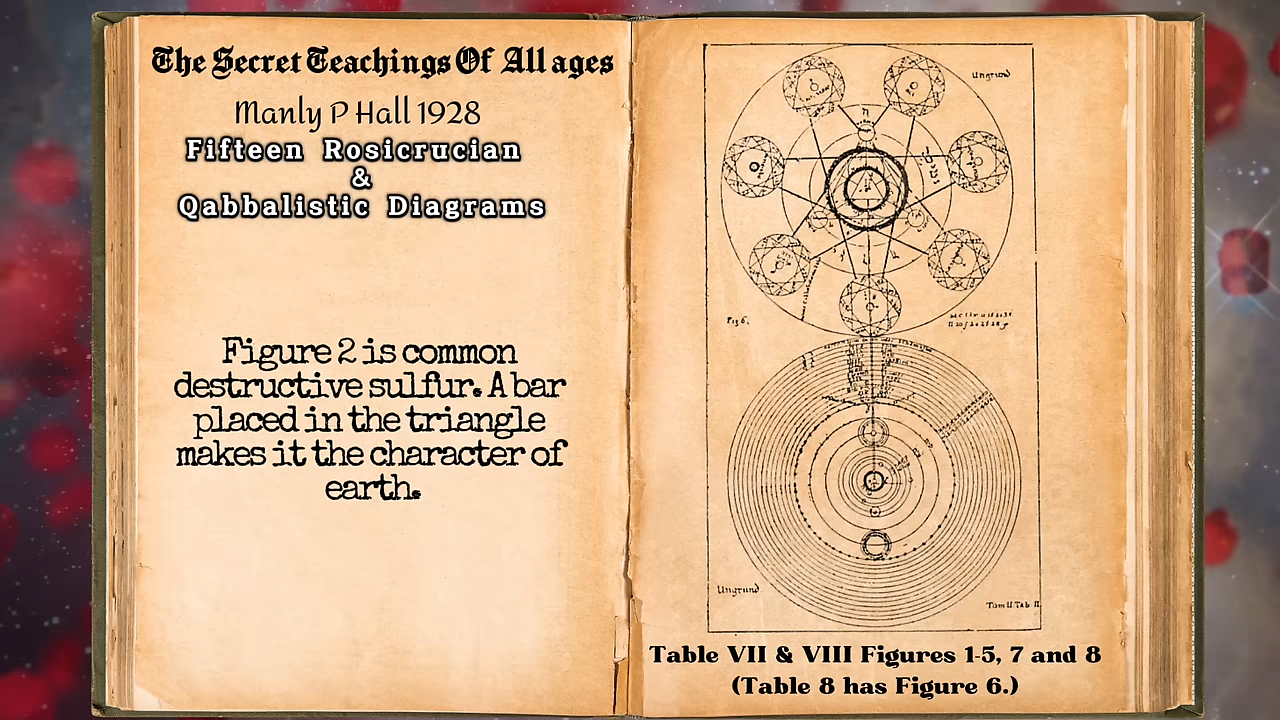 The Secret Teachings Of All ages
Manly P Hall 1928
Fifteen Rosicrucian
&
Qabbalistic Diagrams
Figure 2 is common
destructive sulfur. A bar
placed in the triangle
makes it the character of
earth.
Ungrund
Fig 6.
Ungrund
Tom II. Tab II.
Table VII & VIII Figures 1-5, 7 and 8
(Table 8 has Figure 6.)